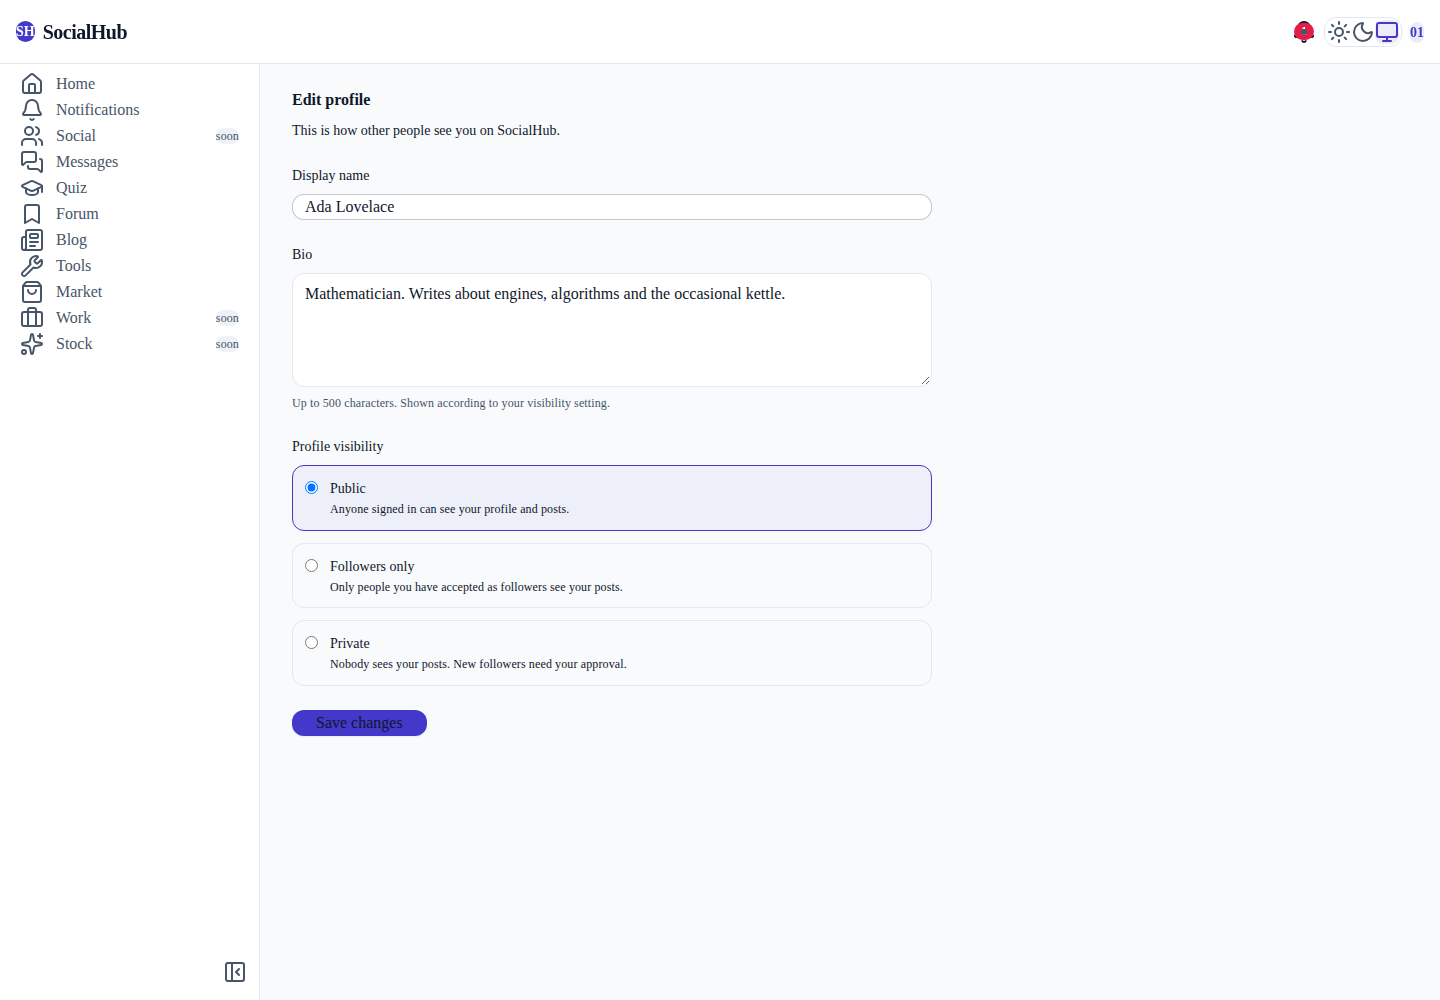 SH SocialHub
01
Home
Notifications
Social soon
Messages
Quiz
Forum
Blog
Tools
Market
Work soon
Stock soon
Edit profile
This is how other people see you on SocialHub.
Display name
Ada Lovelace
Bio
Mathematician. Writes about engines, algorithms and the occasional kettle.
Up to 500 characters. Shown according to your visibility setting.
Profile visibility
Public
Anyone signed in can see your profile and posts.
Followers only
Only people you have accepted as followers see your posts.
Private
Nobody sees your posts. New followers need your approval.
Save changes